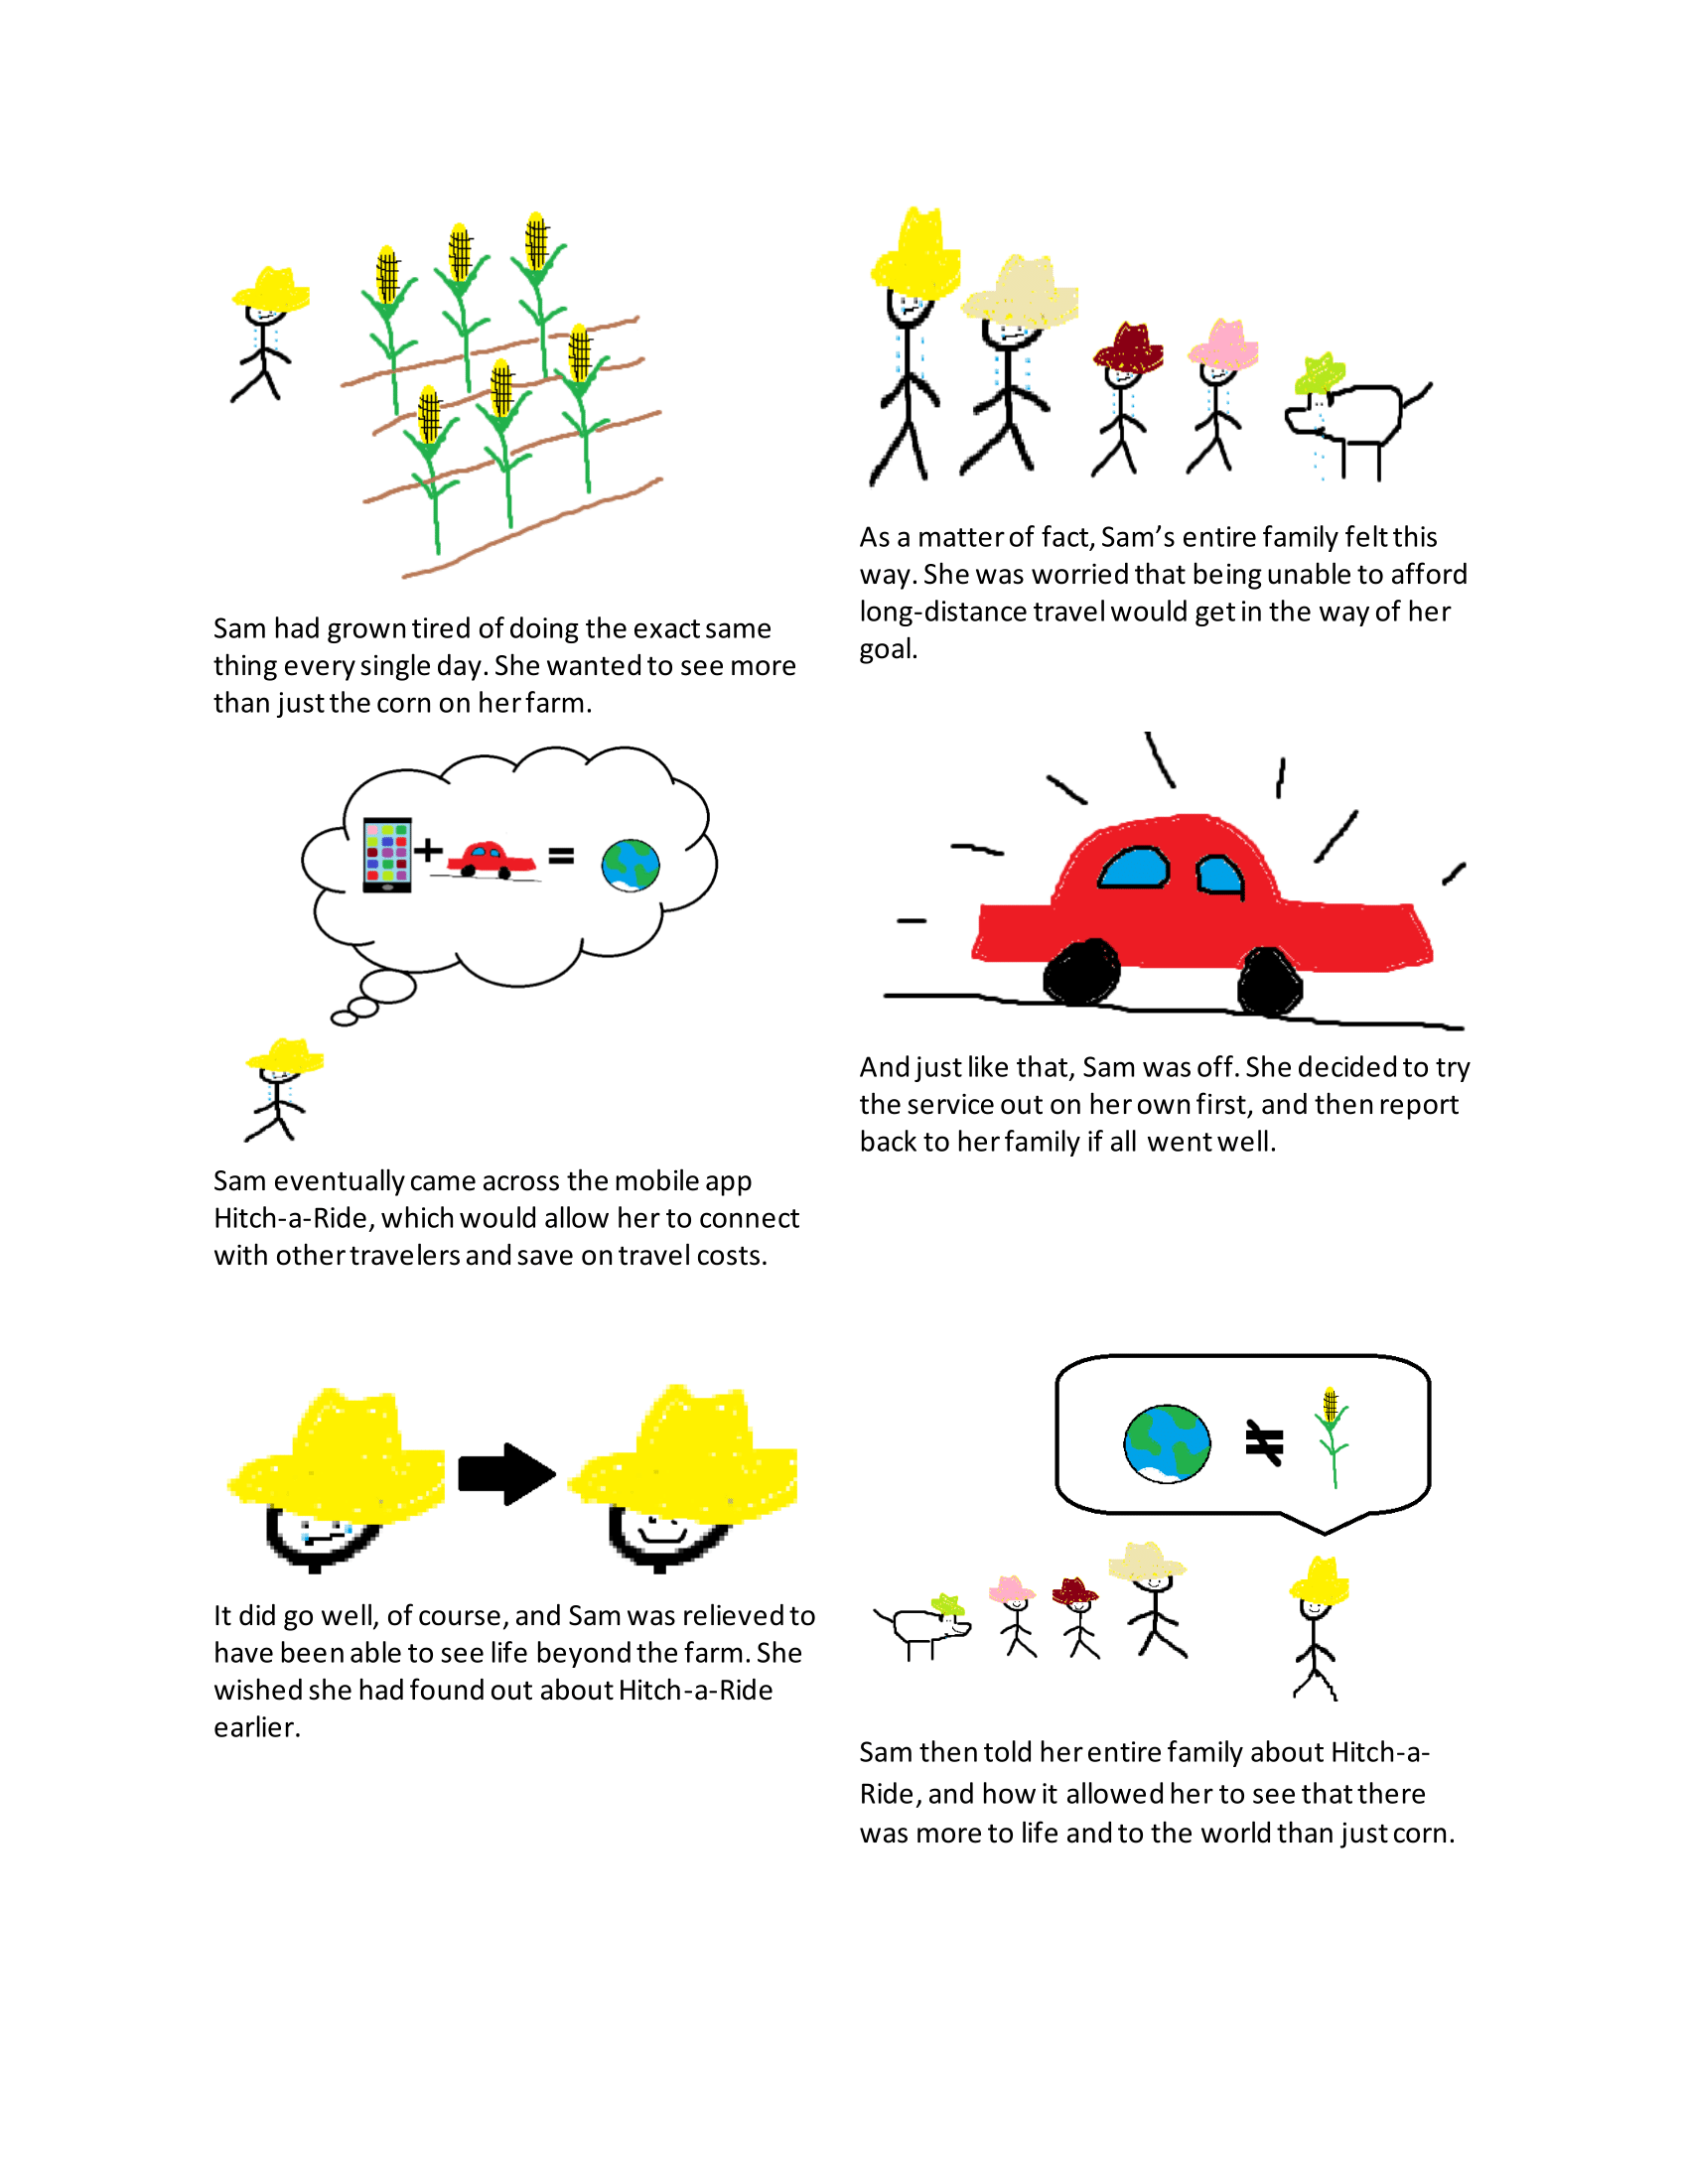 Sam had grown tired of doing the exact same
thing every single day. She wanted to see more
than just the corn on her farm.
As a matter of fact, Sam’s entire family felt this
way. She was worried that being unable to afford
long-distance travel would get in the way of her
goal.
+
=
Sam eventually came across the mobile app
Hitch-a-Ride, which would allow her to connect
with other travelers and save on travel costs.
And just like that, Sam was off. She decided to try
the service out on her own first, and then report
back to her family if all went well.
It did go well, of course, and Sam was relieved to
have been able to see life beyond the farm. She
wished she had found out about Hitch-a-Ride
earlier.
≠
Sam then told her entire family about Hitch-a-
Ride, and how it allowed her to see that there
was more to life and to the world than just corn.